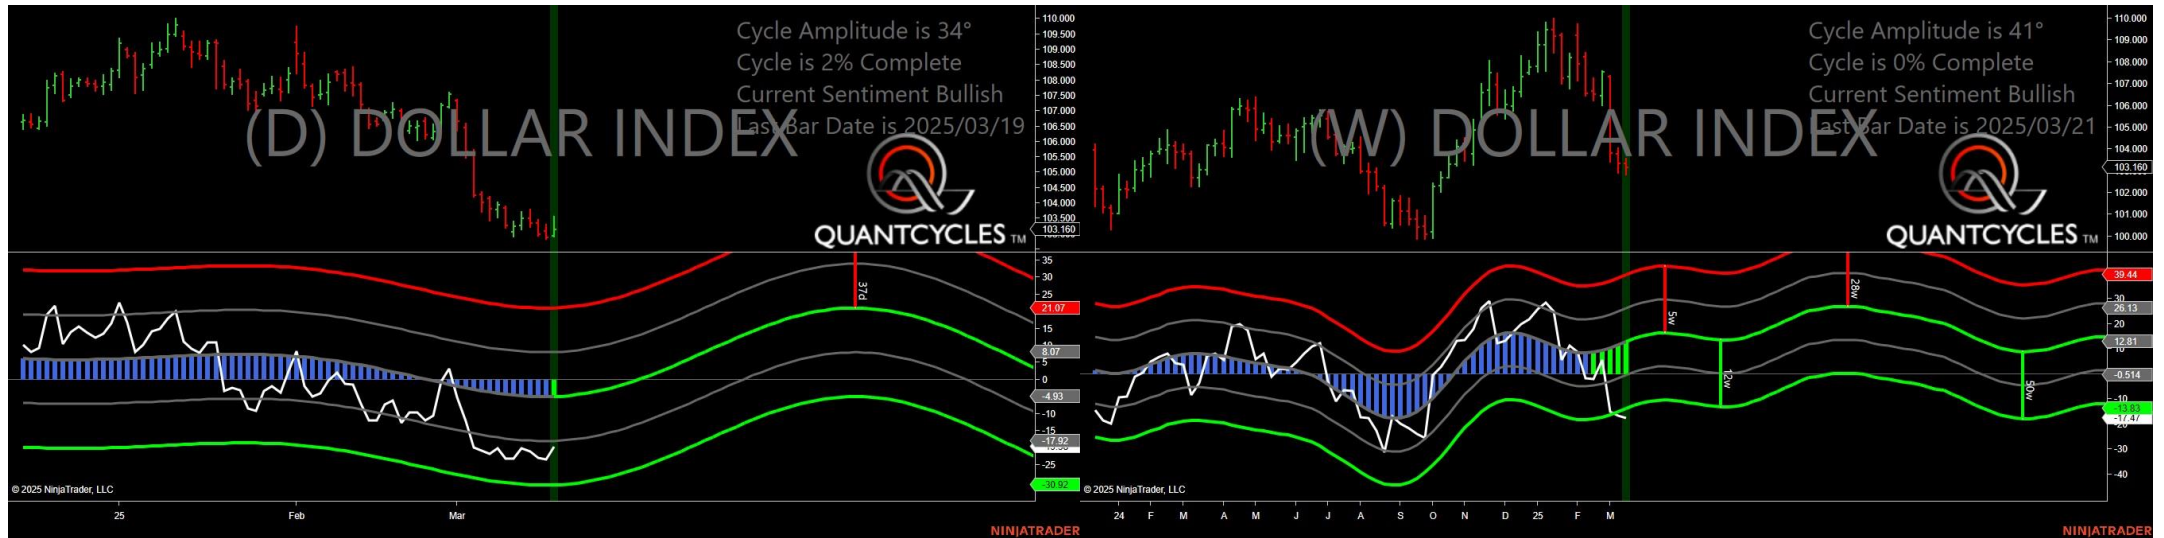 Cycle Amplitude is 34°
Cycle is 2% Complete
Current Sentiment Bullish
Last Bar Date is 2025/03/19
(D) DOLLAR INDEX
QUANTCYCLES TM
110.000
109.500
109.000
108.500
108.000
107.500
107.000
106.500
106.000
105.500
105.000
104.500
104.000
103.500
103.160
37d
35
30
25
21.07
15
8.07
5
0
-4.93
-10
-15
-17.92
-25
-30.92
© 2025 NinjaTrader, LLC
25
Feb
Mar
NINJATRADER
Cycle Amplitude is 41°
Cycle is 0% Complete
Current Sentiment Bullish
Last Bar Date is 2025/03/21
(W) DOLLAR INDEX
QUANTCYCLES TM
110.000
109.000
108.000
107.000
106.000
105.000
104.000
103.160
102.000
101.000
100.000
5w
12w
28w
50w
39.44
30
26.13
20
12.81
10
-0.514
-10
-13.83
-17.47
-30
-40
© 2025 NinjaTrader, LLC
24 F M A M J J A S O N D 25 F M
NINJATRADER